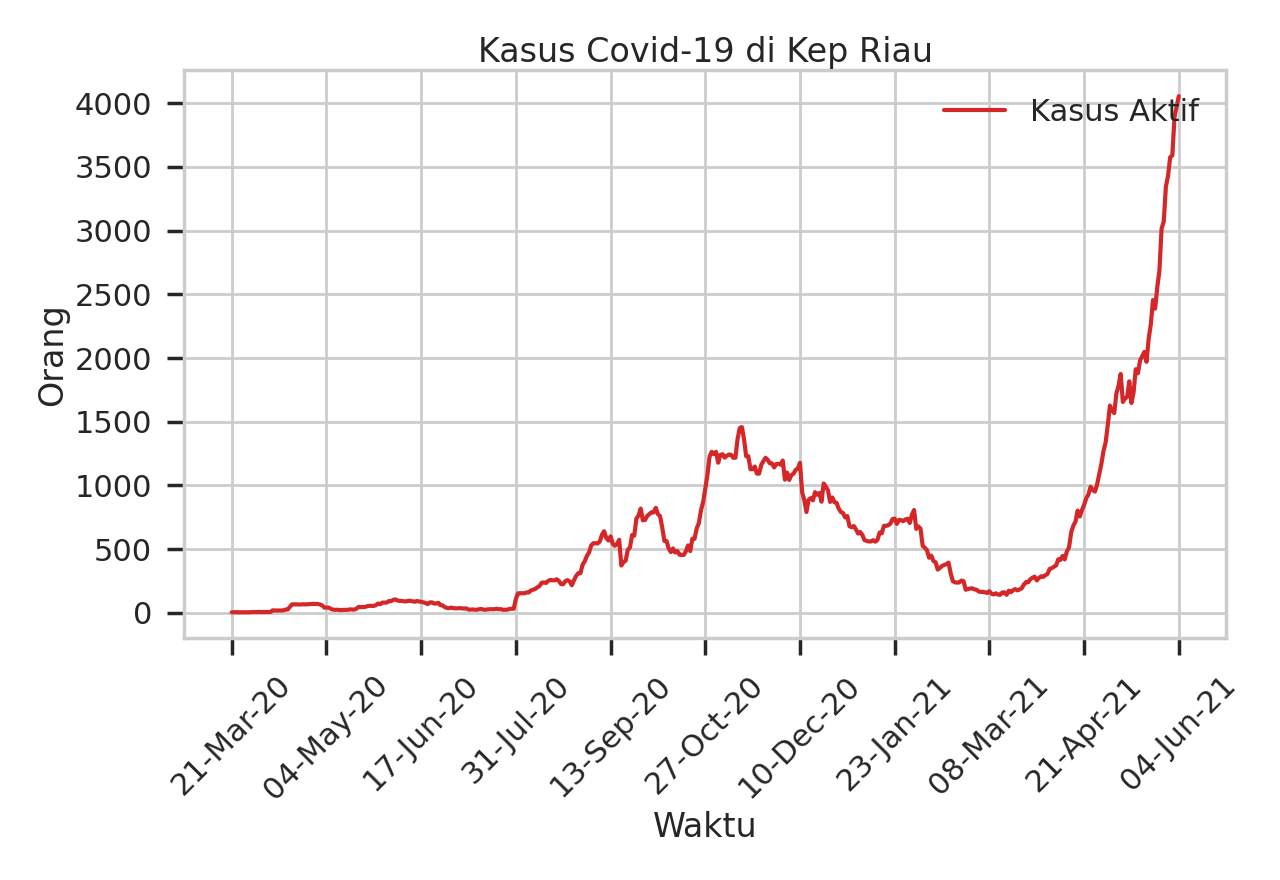 Kasus Covid-19 di Kep Riau
Kasus Aktif
Orang
4000
3500
3000
2500
2000
1500
1000
500
0
21-Mar-20
04-May-20
17-Jun-20
31-Jul-20
13-Sep-20
27-Oct-20
10-Dec-20
23-Jan-21
08-Mar-21
21-Apr-21
04-Jun-21
Waktu